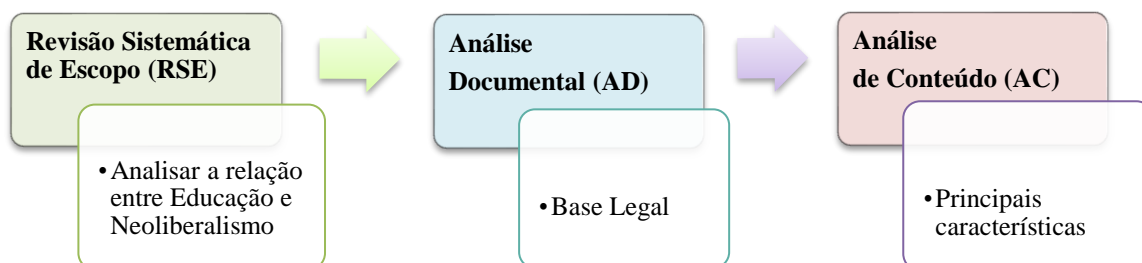 Revisão Sistemática
de Escopo (RSE)
•Analisar a relação
entre Educação e
Neoliberalismo
Análise
Documental (AD)
•Base Legal
Análise
de Conteúdo (AC)
•Principais
características